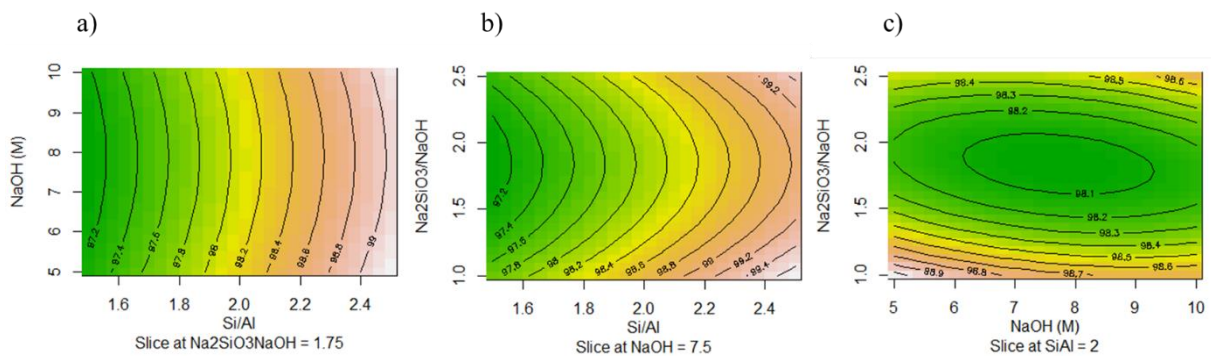 a) b) c)
NaOH (M)
10
9
8
7
6
5
97.2 97.4 97.6 97.8 98 98.2 98.4 98.6 98.8 99
1.6 1.8 2.0 2.2 2.4
Si/Al
Slice at Na2SiO3NaOH = 1.75
Na2SiO3/NaOH
2.5
2.0
1.5
1.0
99.2
97.2
97.4
97.6
97.8 98 98.2 98.4 98.6 98.8 99 99.2 99.4
1.6 1.8 2.0 2.2 2.4
Si/Al
Slice at NaOH = 7.5
Na2SiO3/NaOH
2.5
2.0
1.5
1.0
98.4 98.5 98.6
98.3
98.2
98.1
98.2
98.3
98.4
98.5
98.9 98.8 98.7 98.6
5 6 7 8 9 10
NaOH (M)
Slice at SiAl = 2